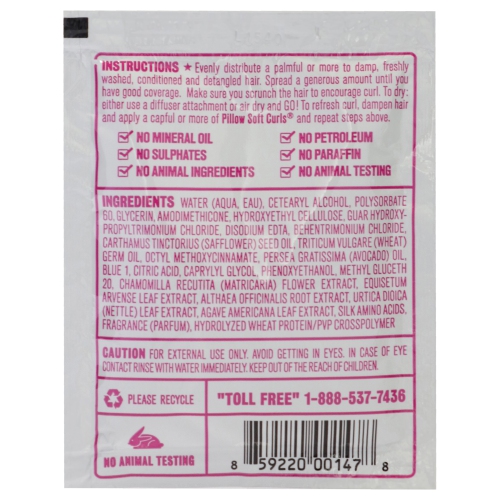 INSTRUCTIONS ★ Evenly distribute a palmful or more to damp, freshly
washed, conditioned and detangled hair. Spread a generous amount until you
have good coverage. Make sure you scrunch the hair to encourage curl. To dry:
either use a diffuser attachment or air dry and GO! To refresh curl, dampen hair
and apply a capful or more of Pillow Soft Curls® and repeat steps above.
NO MINERAL OIL
NO PETROLEUM
NO SULPHATES
NO PARAFFIN
NO ANIMAL INGREDIENTS
NO ANIMAL TESTING
INGREDIENTS WATER (AQUA, EAU), CETEARYL ALCOHOL, POLYSORBATE
60, GLYCERIN, AMODIMETHICONE, HYDROXYETHYL CELLULOSE, GUAR HYDROXY-
PROPYLTRIMONIUM CHLORIDE, DISODIUM EDTA, BEHENTRIMONIUM CHLORIDE,
CARTHAMUS TINCTORIUS (SAFFLOWER) SEED OIL, TRITICUM VULGARE (WHEAT)
GERM OIL, OCTYL METHOXYCINNAMATE, PERSEA GRATISSIMA (AVOCADO) OIL,
BLUE 1, CITRIC ACID, CAPRYLYL GLYCOL, PHENOXYETHANOL, METHYL GLUCETH
20, CHAMOMILLA RECUTITA (MATRICARIA) FLOWER EXTRACT, EQUISETUM
ARVENSE LEAF EXTRACT, ALTHAEA OFFICINALIS ROOT EXTRACT, URTICA DIOICA
(NETTLE) LEAF EXTRACT, AGAVE AMERICANA LEAF EXTRACT, SILK AMINO ACIDS,
FRAGRANCE (PARFUM), HYDROLYZED WHEAT PROTEIN/PVP CROSSPOLYMER
CAUTION FOR EXTERNAL USE ONLY. AVOID GETTING IN EYES. IN CASE OF EYE
CONTACT RINSE WITH WATER IMMEDIATELY. KEEP OUT OF THE REACH OF CHILDREN.
PLEASE RECYCLE
"TOLL FREE" 1-888-537-7436
NO ANIMAL TESTING
8 59220 00147 8